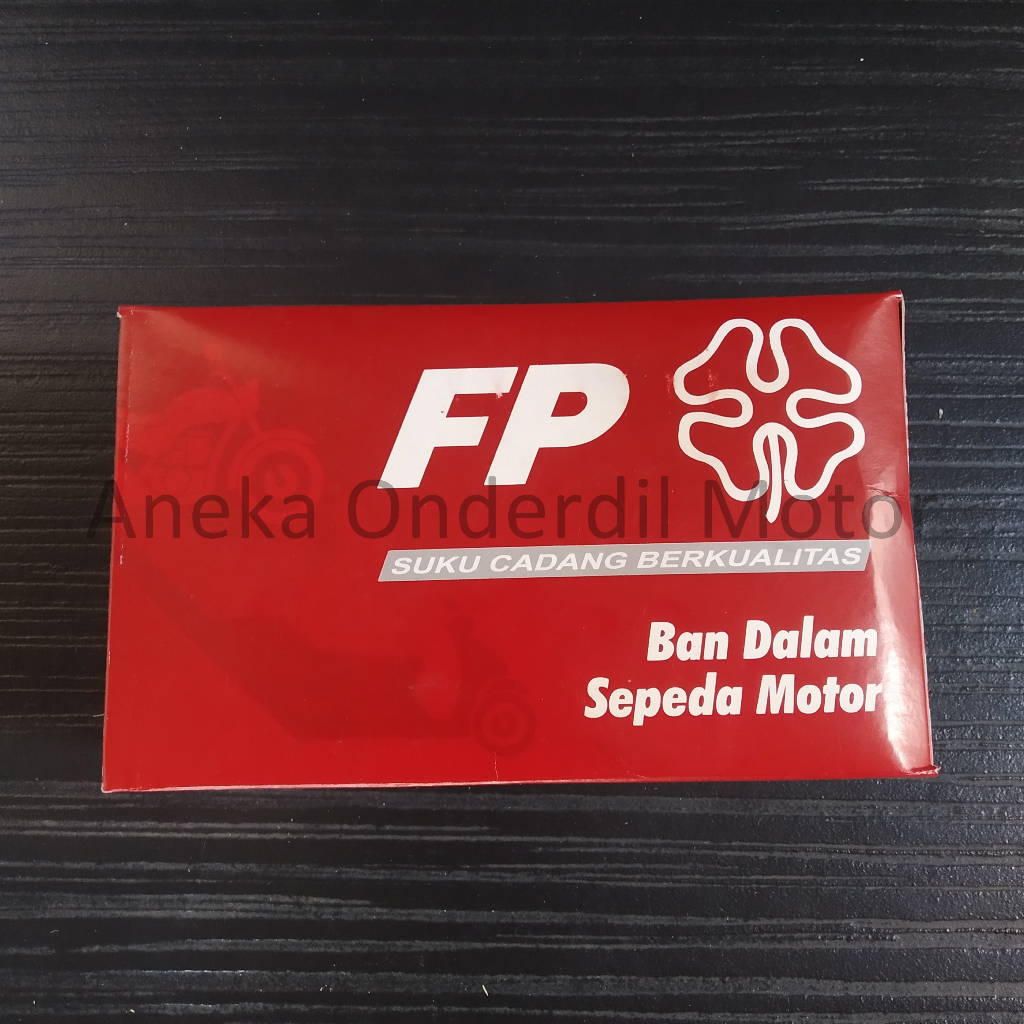 FP
Aneka Onderdil Motor
SUKU CADANG BERKUALITAS
Ban Dalam
Sepeda Motor